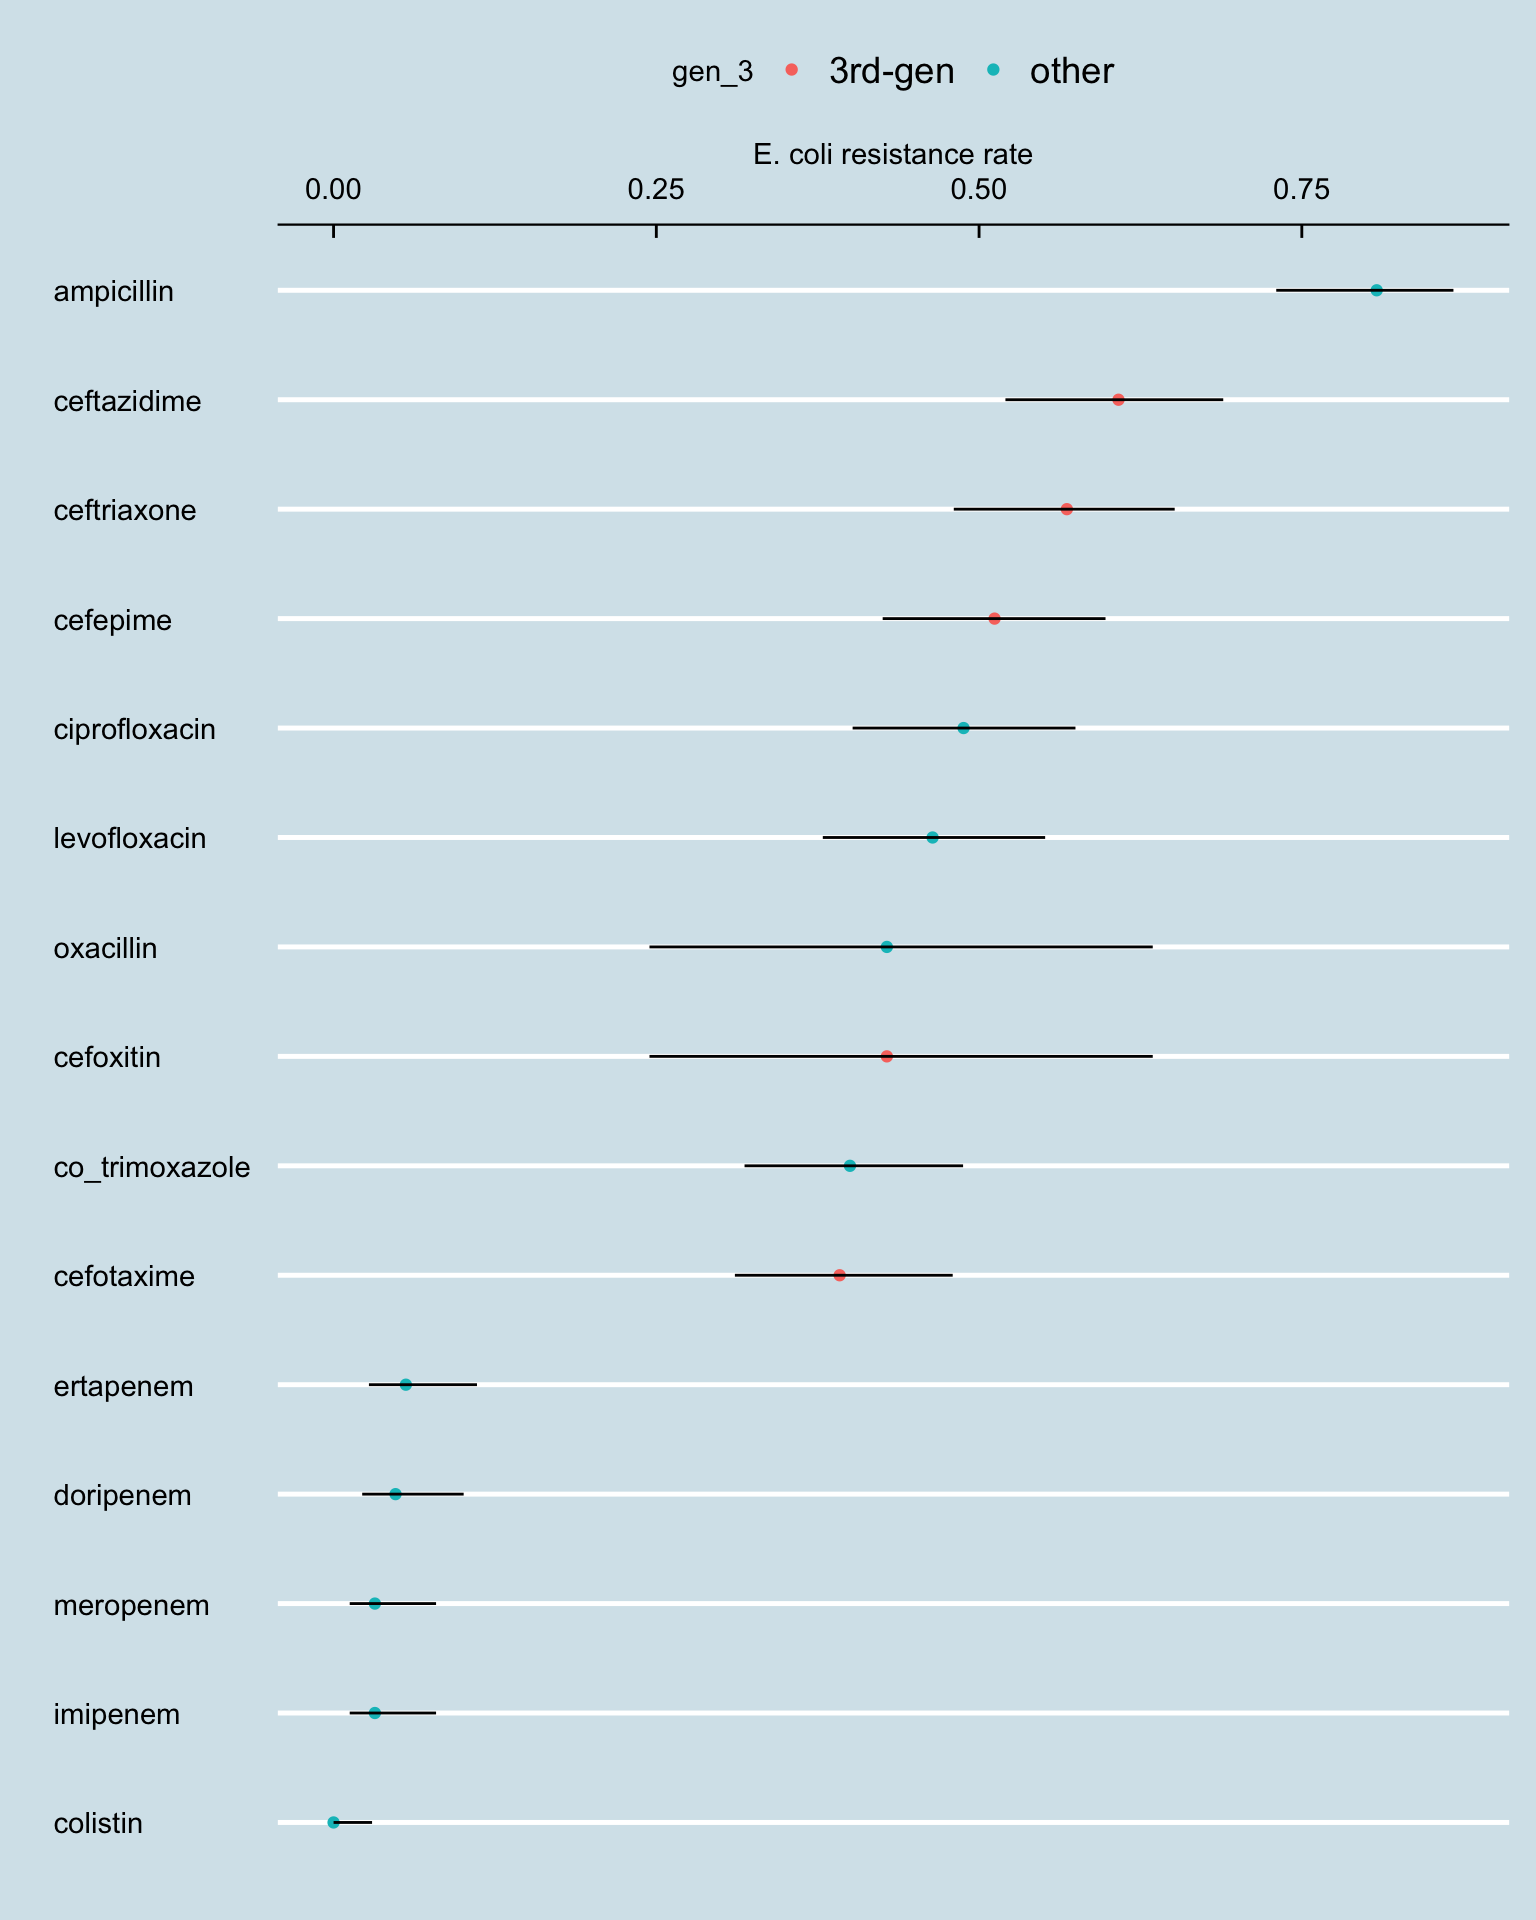 gen_3 3rd-gen other
E. coli resistance rate
0.00 0.25 0.50 0.75
ampicillin
ceftazidime
ceftriaxone
cefepime
ciprofloxacin
levofloxacin
oxacillin
cefoxitin
co_trimoxazole
cefotaxime
ertapenem
doripenem
meropenem
imipenem
colistin